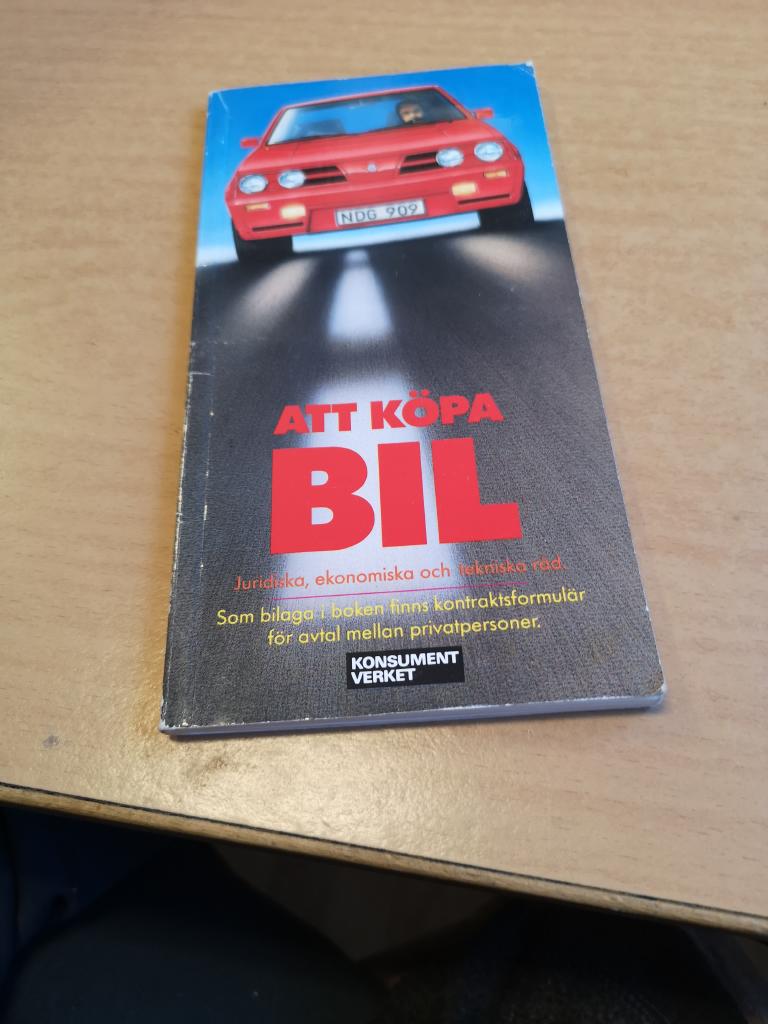 NDG 909
ATT KÖPA
BIL
Juridiska, ekonomiska och tekniska råd.
Som bilaga i boken finns kontraktsformulär
för avtal mellan privatpersoner.
KONSUMENT
VERKET